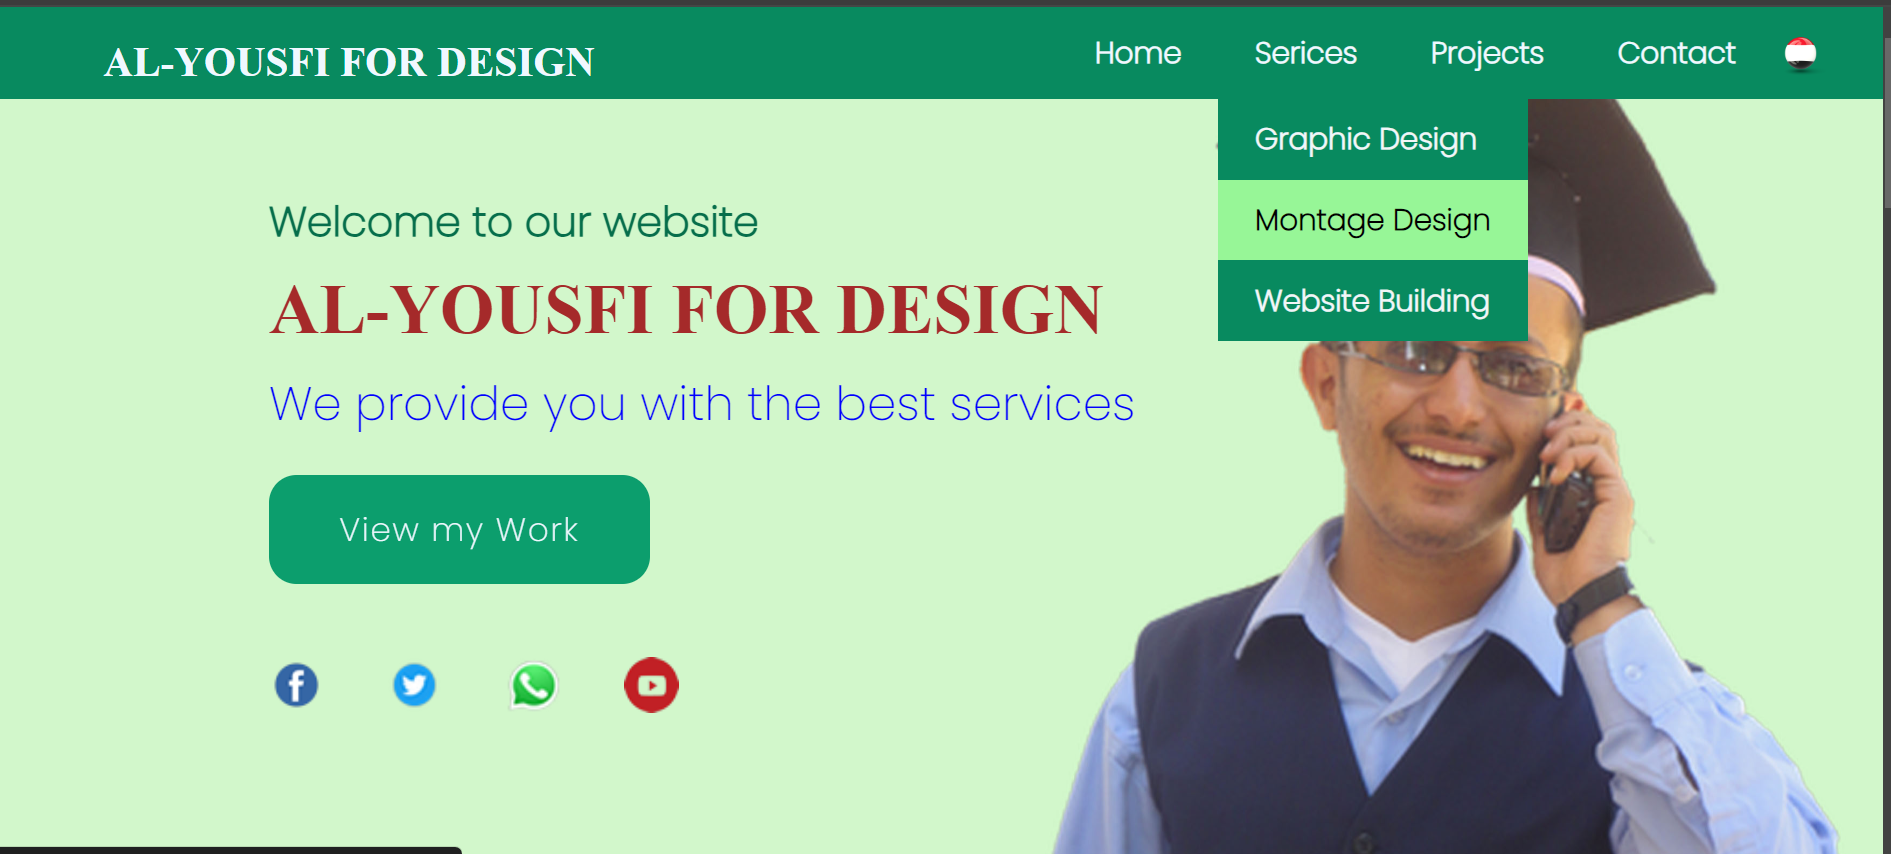 AL-YOUSFI FOR DESIGN
Home
Serices
Projects
Contact
Graphic Design
Montage Design
Website Building
Welcome to our website
AL-YOUSFI FOR DESIGN
We provide you with the best services
View my Work